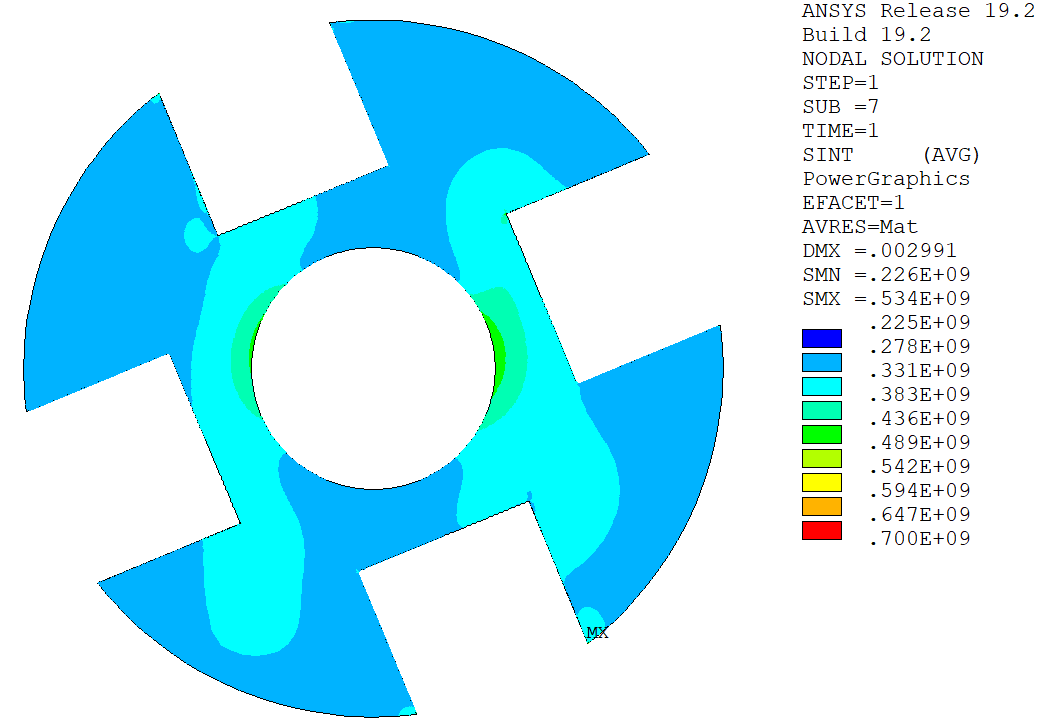 ANSYS Release 19.2
Build 19.2
NODAL SOLUTION
STEP=1
SUB =7
TIME=1
SINT (AVG)
PowerGraphics
EFACET=1
AVRES=Mat
DMX =.002991
SMN =.226E+09
SMX =.534E+09
.225E+09
.278E+09
.331E+09
.383E+09
.436E+09
.489E+09
.542E+09
.594E+09
.647E+09
.700E+09
MX